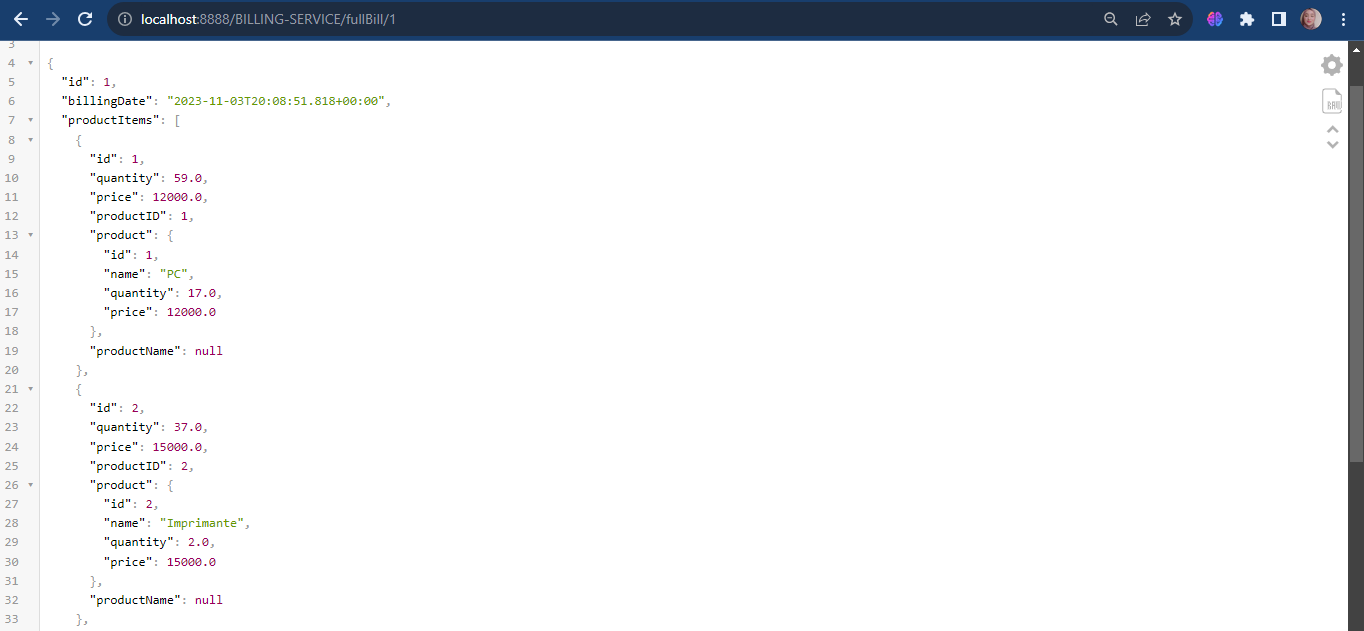 localhost:8888/BILLING-SERVICE/fullBill/1
3
4 {
5 "id": 1,
6 "billingDate": "2023-11-03T20:08:51.818+00:00",
7 "productItems": [
8 {
9 "id": 1,
10 "quantity": 59.0,
11 "price": 12000.0,
12 "productID": 1,
13 "product": {
14 "id": 1,
15 "name": "PC",
16 "quantity": 17.0,
17 "price": 12000.0
18 },
19 "productName": null
20 },
21 {
22 "id": 2,
23 "quantity": 37.0,
24 "price": 15000.0,
25 "productID": 2,
26 "product": {
27 "id": 2,
28 "name": "Imprimante",
29 "quantity": 2.0,
30 "price": 15000.0
31 },
32 "productName": null
33 },
RAW